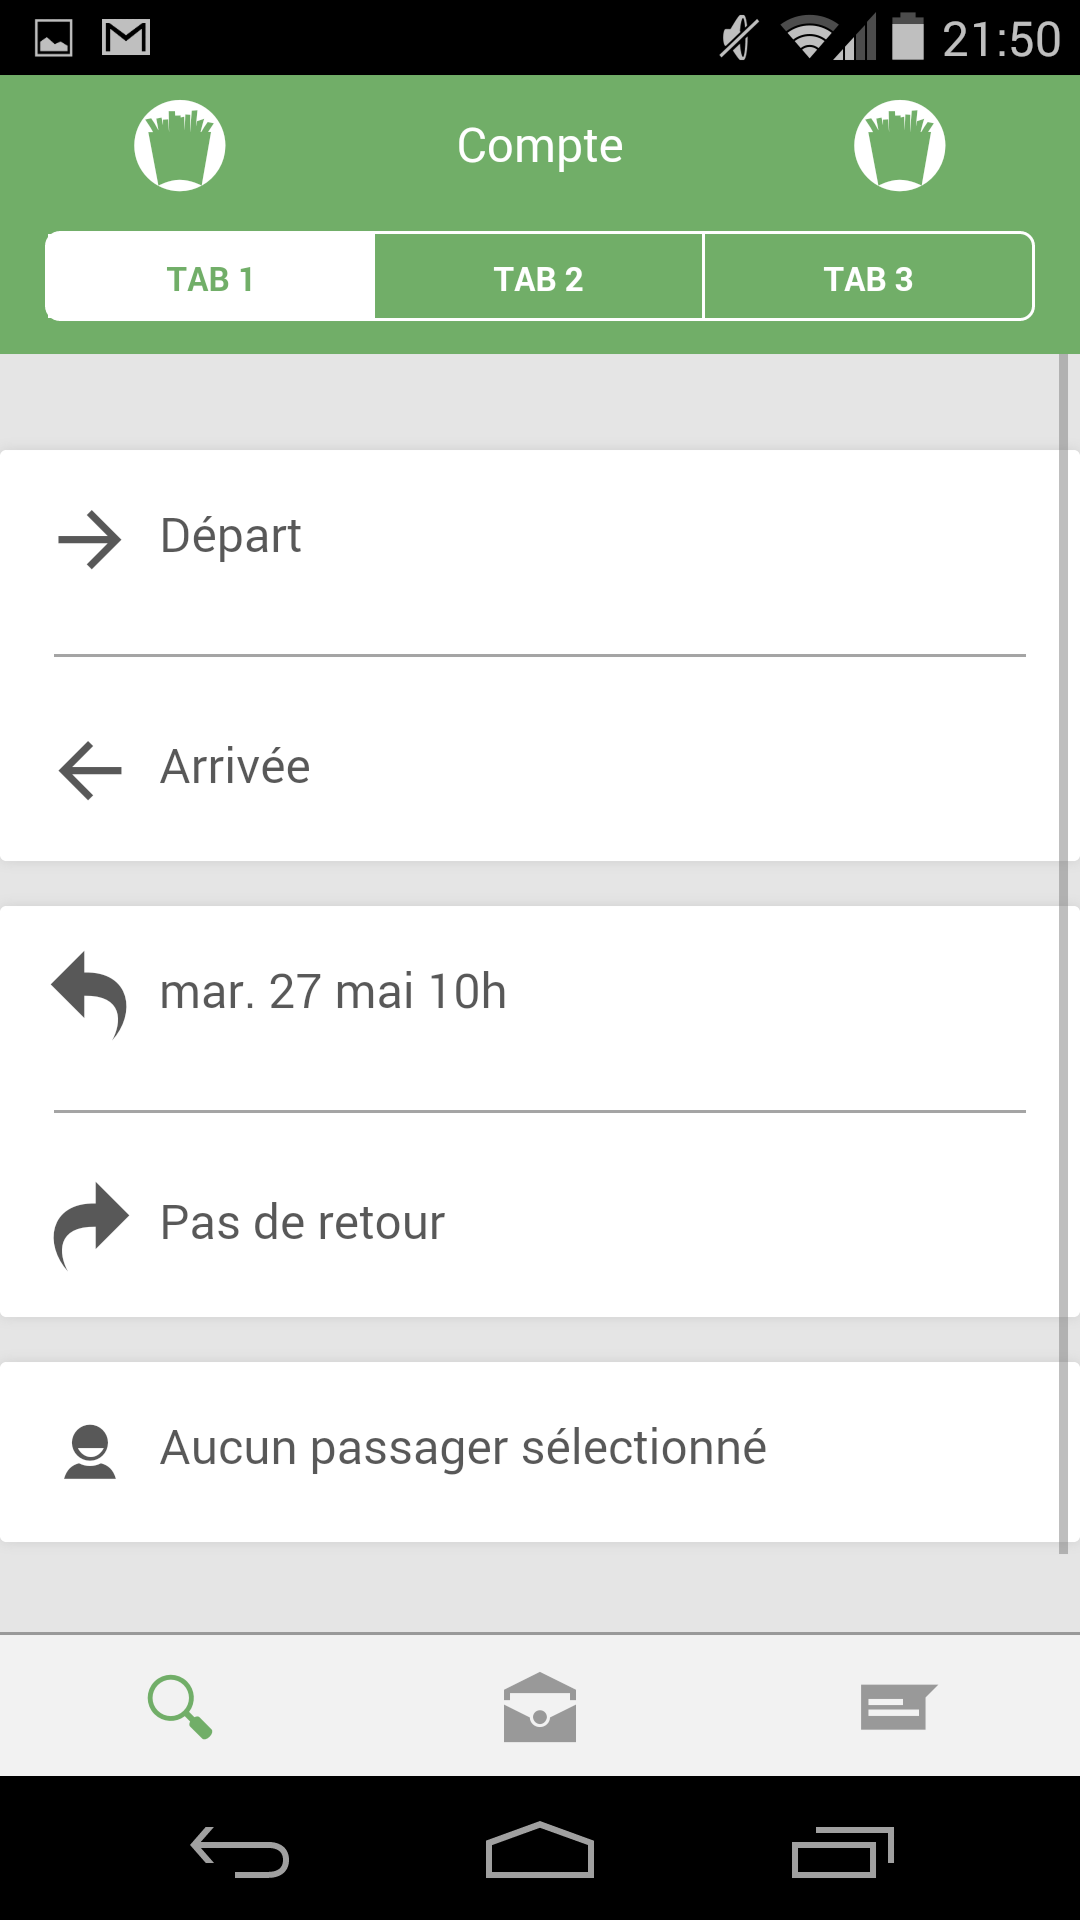 21:50
Compte
TAB 1 TAB 2 TAB 3
Départ
Arrivée
mar. 27 mai 10h
Pas de retour
Aucun passager sélectionné